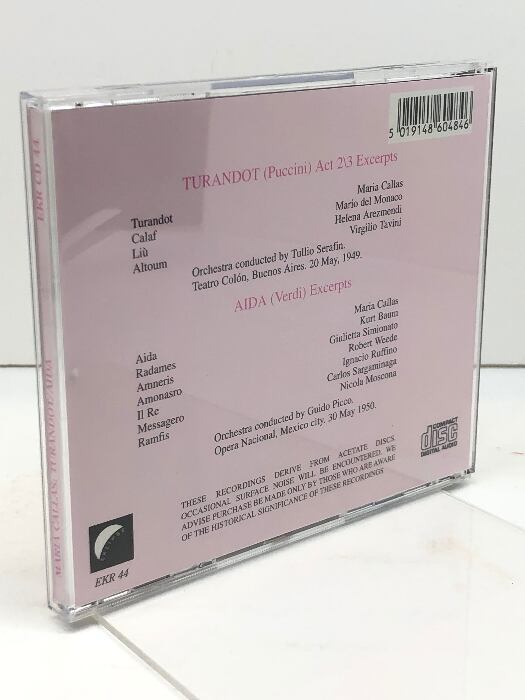 5 019148 604846
TURANDOT (Puccini) Act 2\3 Excerpts
Turandot Maria Callas
Calaf Mario del Monaco
Liù Helena Arezmendi
Altoum Virgilio Tavini
Orchestra conducted by Tullio Serafin.
Teatro Colón, Buenos Aires. 20 May, 1949.
AIDA (Verdi) Excerpts
Aida Maria Callas
Radames Kurt Baum
Amneris Giulietta Simionato
Amonasro Robert Weede
Il Re Ignacio Ruffino
Messagero Carlos Sargaminaga
Ramfis Nicola Moscona
Orchestra conducted by Guido Picco.
Opera Nacional, Mexico city. 30 May 1950.
THESE RECORDINGS DERIVE FROM ACETATE DISCS.
OCCASIONAL SURFACE NOISE WILL BE ENCOUNTERED. WE
ADVISE PURCHASE BE MADE ONLY BY THOSE WHO ARE AWARE
OF THE HISTORICAL SIGNIFICANCE OF THESE RECORDINGS
COMPACT
disc
DIGITAL AUDIO
EKR 44
EKR CD 44
MARIA CALLAS: TURANDOT/AIDA